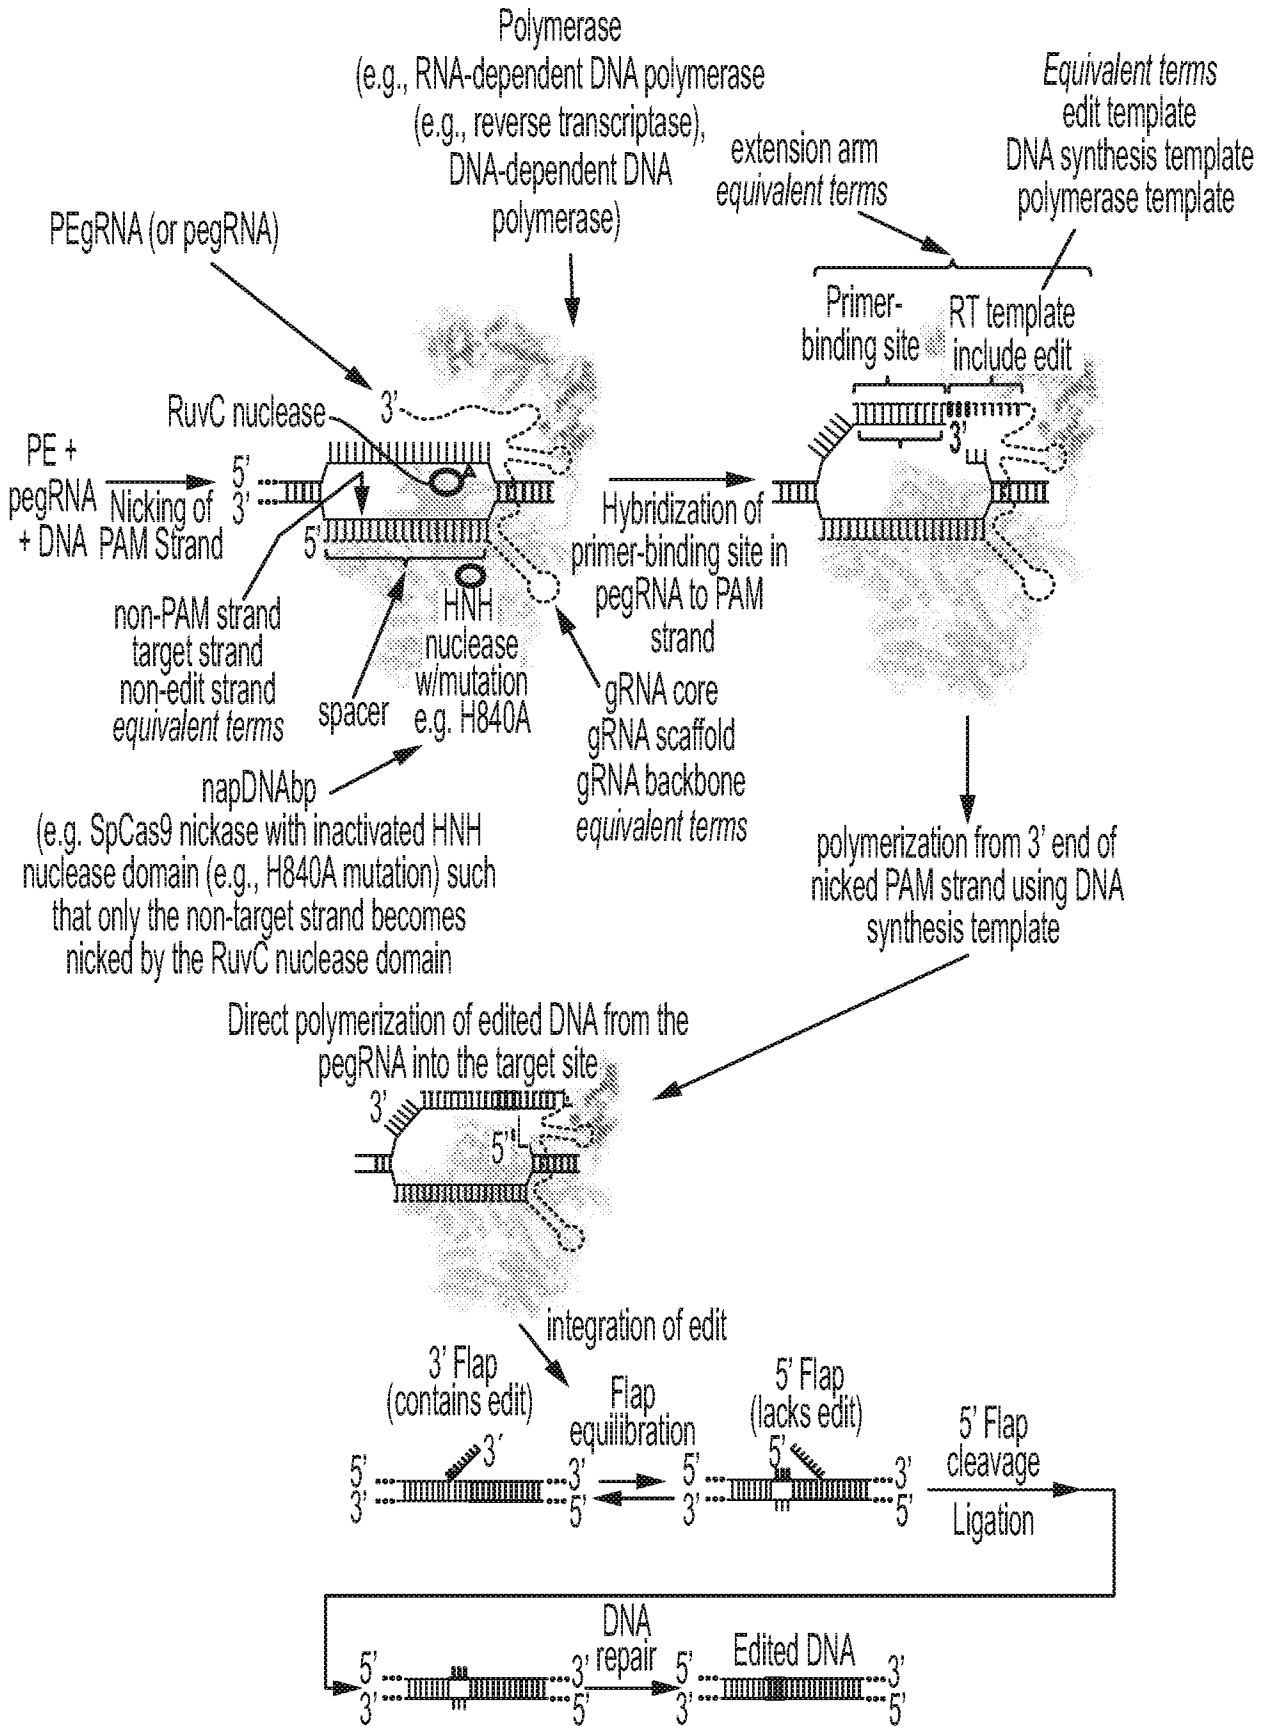 Polymerase
(e.g., RNA-dependent DNA polymerase
(e.g., reverse transcriptase),
DNA-dependent DNA
polymerase)
Equivalent terms
edit template
DNA synthesis template
polymerase template
extension arm
equivalent terms
PEgRNA (or pegRNA)
Primer-
binding site
RT template
include edit
RuvC nuclease
3’
3’
PE +
pegRNA
+ DNA
Nicking of
PAM Strand
5’
3’
5’
Hybridization of
primer-binding site in
pegRNA to PAM
strand
non-PAM strand
target strand
non-edit strand
equivalent terms
spacer
HNH
nuclease
w/mutation
e.g. H840A
gRNA core
gRNA scaffold
gRNA backbone
equivalent terms
napDNAbp
(e.g. SpCas9 nickase with inactivated HNH
nuclease domain (e.g., H840A mutation) such
that only the non-target strand becomes
nicked by the RuvC nuclease domain
polymerization from 3’ end of
nicked PAM strand using DNA
synthesis template
Direct polymerization of edited DNA from the
pegRNA into the target site
3’
5’
integration of edit
3’ Flap
(contains edit)
Flap
equilibration
5’ Flap
(lacks edit)
5’ Flap
cleavage
Ligation
3’
5’
3’
3’
5’
5’
5’
3’
3’
5’
DNA
repair
Edited DNA
5’
3’
3’
5’
5’
3’
3’
5’